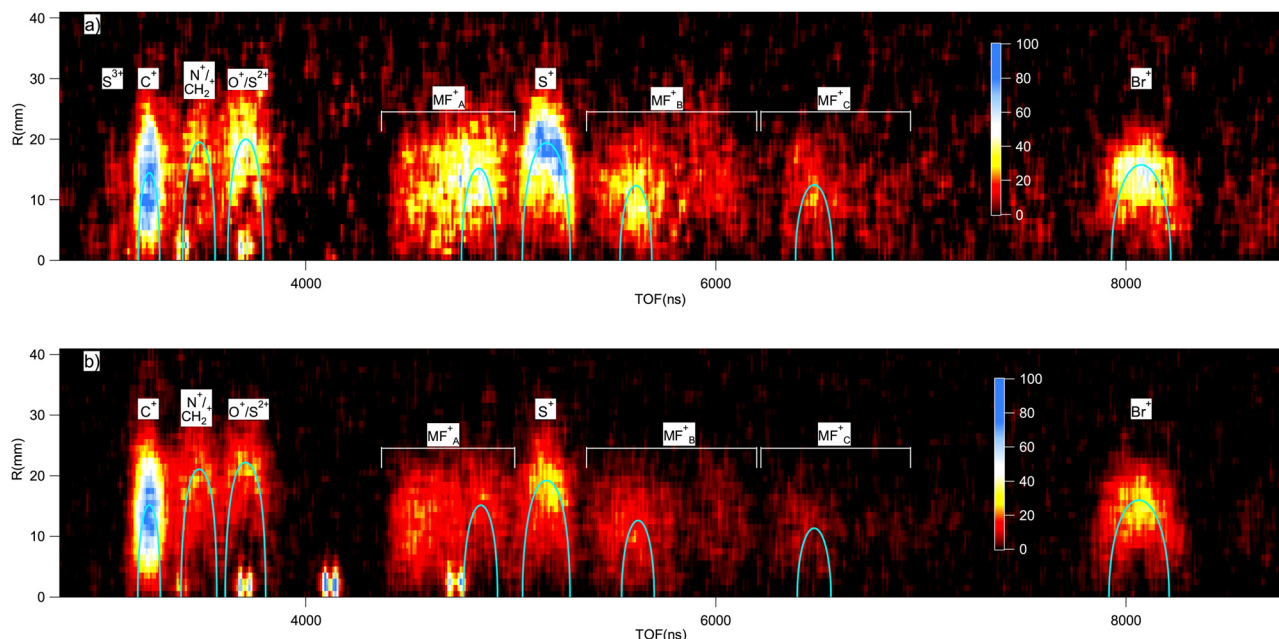 a)
40
30
20
10
0
R(mm)
S³⁺
C⁺
N⁺/
CH₂⁺
O⁺/S²⁺
MF⁺A
S⁺
MF⁺B
MF⁺C
Br⁺
100
80
60
40
20
0
4000
6000
8000
TOF(ns)
b)
40
30
20
10
0
R(mm)
C⁺
N⁺/
CH₂⁺
O⁺/S²⁺
MF⁺A
S⁺
MF⁺B
MF⁺C
Br⁺
100
80
60
40
20
0
4000
6000
8000
TOF(ns)